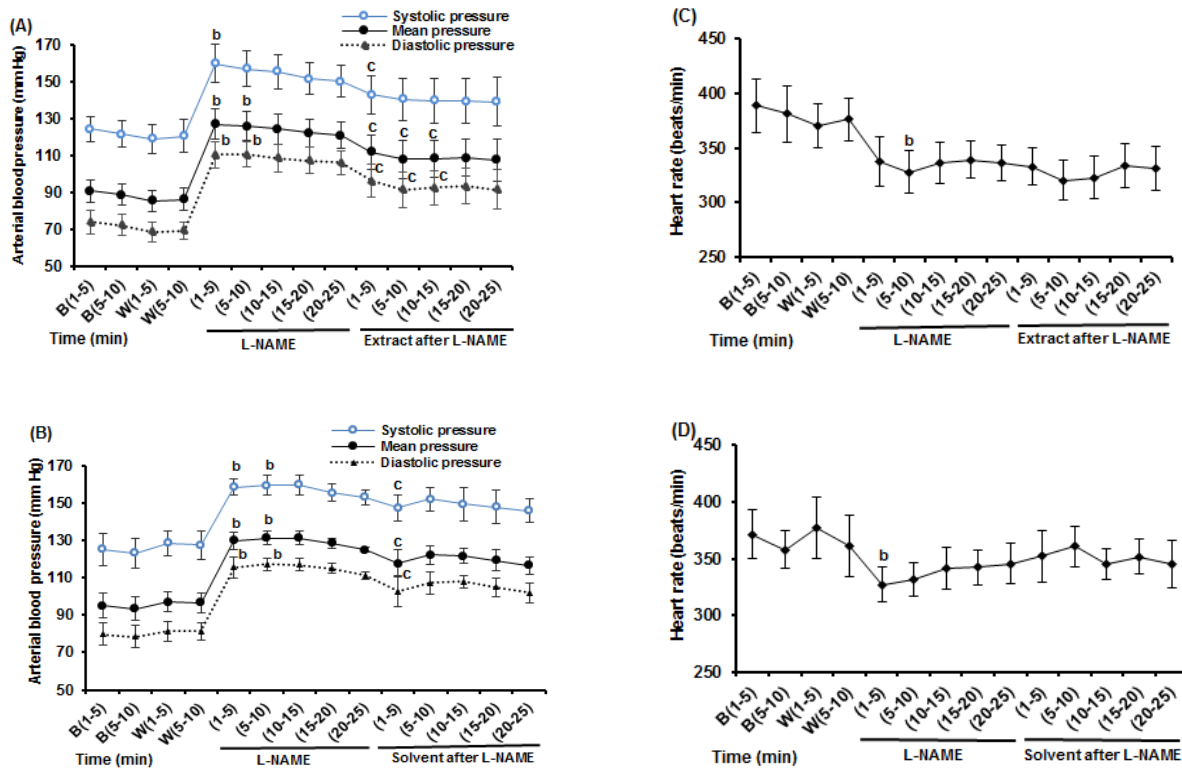 (A)
Systolic pressure
Mean pressure
Diastolic pressure
Arterial bloodpressure (mmHg)
170
150
130
110
90
70
50
b
c
b b
c c c
b b
c c c
B(1-5) B(5-10) W(1-5) W(5-10) (1-5) (5-10) (10-15) (15-20) (20-25) (1-5) (5-10) (10-15) (15-20) (20-25)
Time (min)
L-NAME
Extract after L-NAME
C)
Heart rate (beats/min)
450
400
350
300
250
b
B(1-5) B(5-10) W(1-5) W(5-10) (1-5) (5-10) (10-15) (15-20) (20-25) (1-5) (5-10) (10-15) (15-20) (20-25)
Time (min)
L-NAME
Extract after L-NAME
(B)
Systolic pressure
Mean pressure
Diastolic pressure
Arterial blood pressure (mm Hg)
170
150
130
110
90
70
50
b b
c
b b
c
b b
c
B(1-5) B(5-10) W(1-5) W(5-10) (1-5) (5-10) (10-15) (15-20) (20-25) (1-5) (5-10) (10-15) (15-20) (20-25)
Time (min)
L-NAME
Solvent after L-NAME
(D)
Heart rate (beats/min)
450
400
350
300
250
b
B(1-5) B(5-10) W(1-5) W(5-10) (1-5) (5-10) (10-15) (15-20) (20-25) (1-5) (5-10) (10-15) (15-20) (20-25)
Time (min)
L-NAME
Solvent after L-NAME